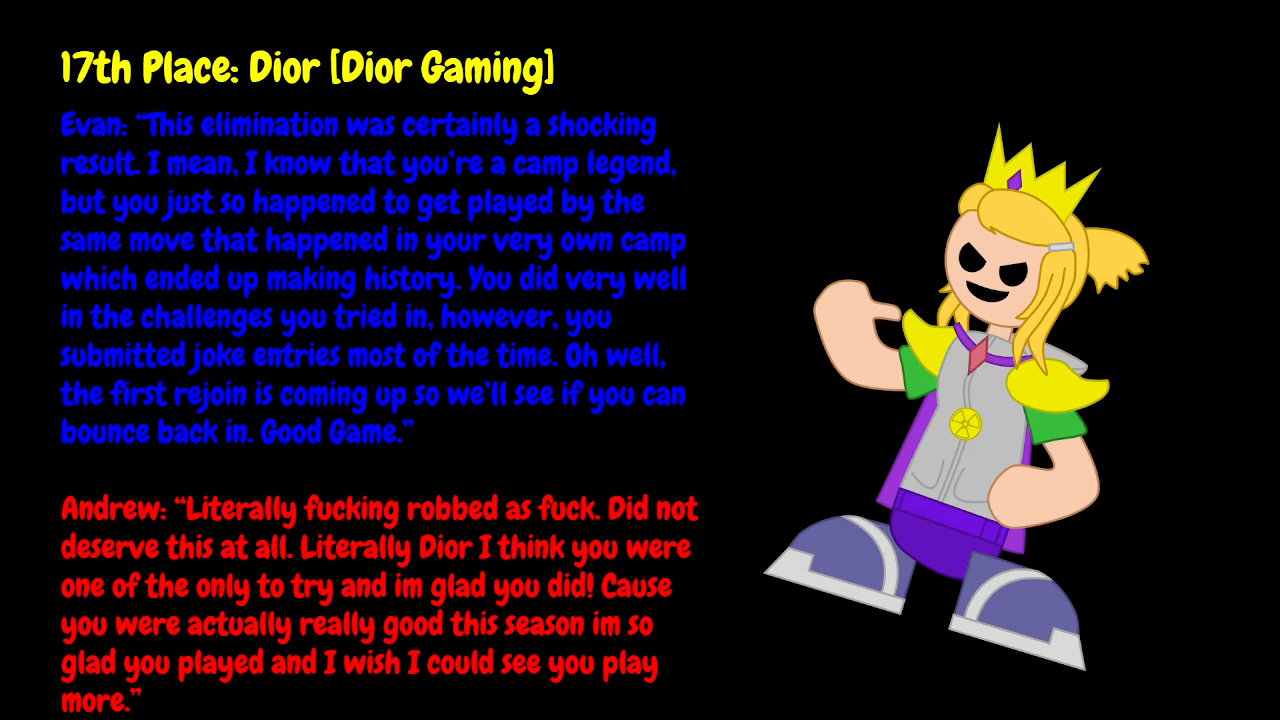 17th Place: Dior [Dior Gaming]
Evan: “This elimination was certainly a shocking
result. I mean, I know that you’re a camp legend,
but you just so happened to get played by the
same move that happened in your very own camp
which ended up making history. You did very well
in the challenges you tried in, however, you
submitted joke entries most of the time. Oh well,
the first rejoin is coming up so we’ll see if you can
bounce back in. Good Game.”
Andrew: “Literally fucking robbed as fuck. Did not
deserve this at all. Literally Dior I think you were
one of the only to try and im glad you did! Cause
you were actually really good this season im so
glad you played and I wish I could see you play
more.”